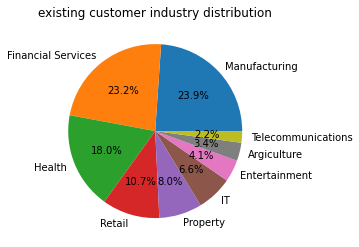 existing customer industry distribution
Financial Services
Manufacturing
23.2%
23.9%
Telecommunications
2.2%
Argiculture
3.4%
Entertainment
4.1%
Health
18.0%
IT
6.6%
Property
8.0%
Retail
10.7%